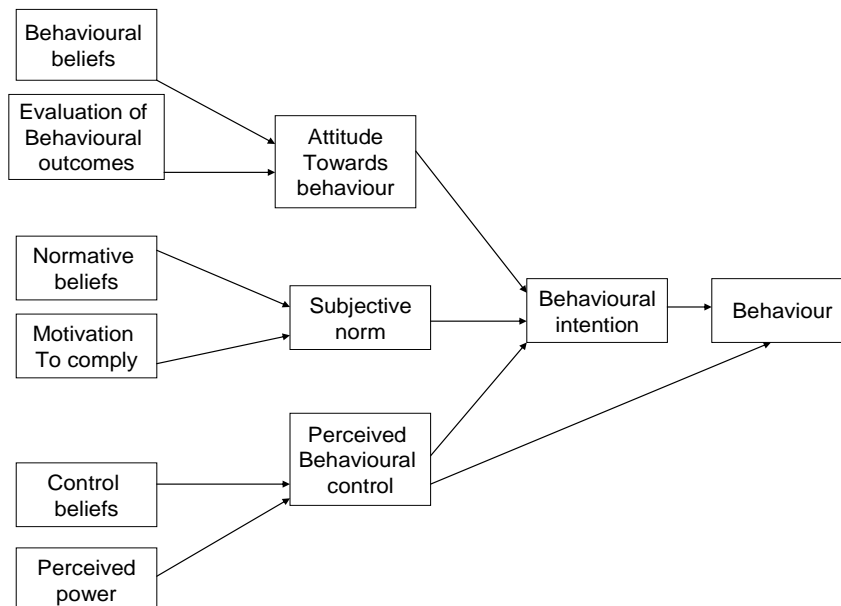 Behavioural
beliefs
Evaluation of
Behavioural
outcomes
Attitude
Towards
behaviour
Normative
beliefs
Motivation
To comply
Subjective
norm
Behavioural
intention
Behaviour
Perceived
Behavioural
control
Control
beliefs
Perceived
power